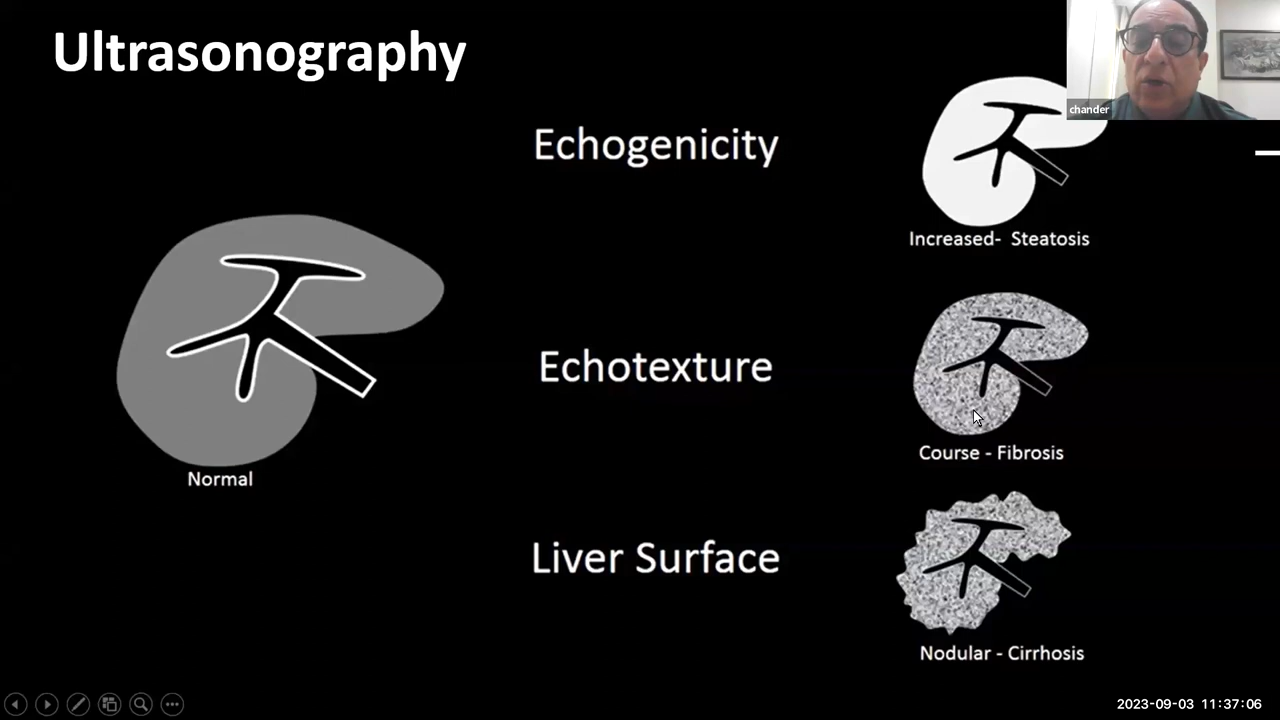 Ultrasonography
chander
Echogenicity
Increased-  Steatosis
Echotexture
Course - Fibrosis
Normal
Liver Surface
Nodular - Cirrhosis
2023-09-03 11:37:06